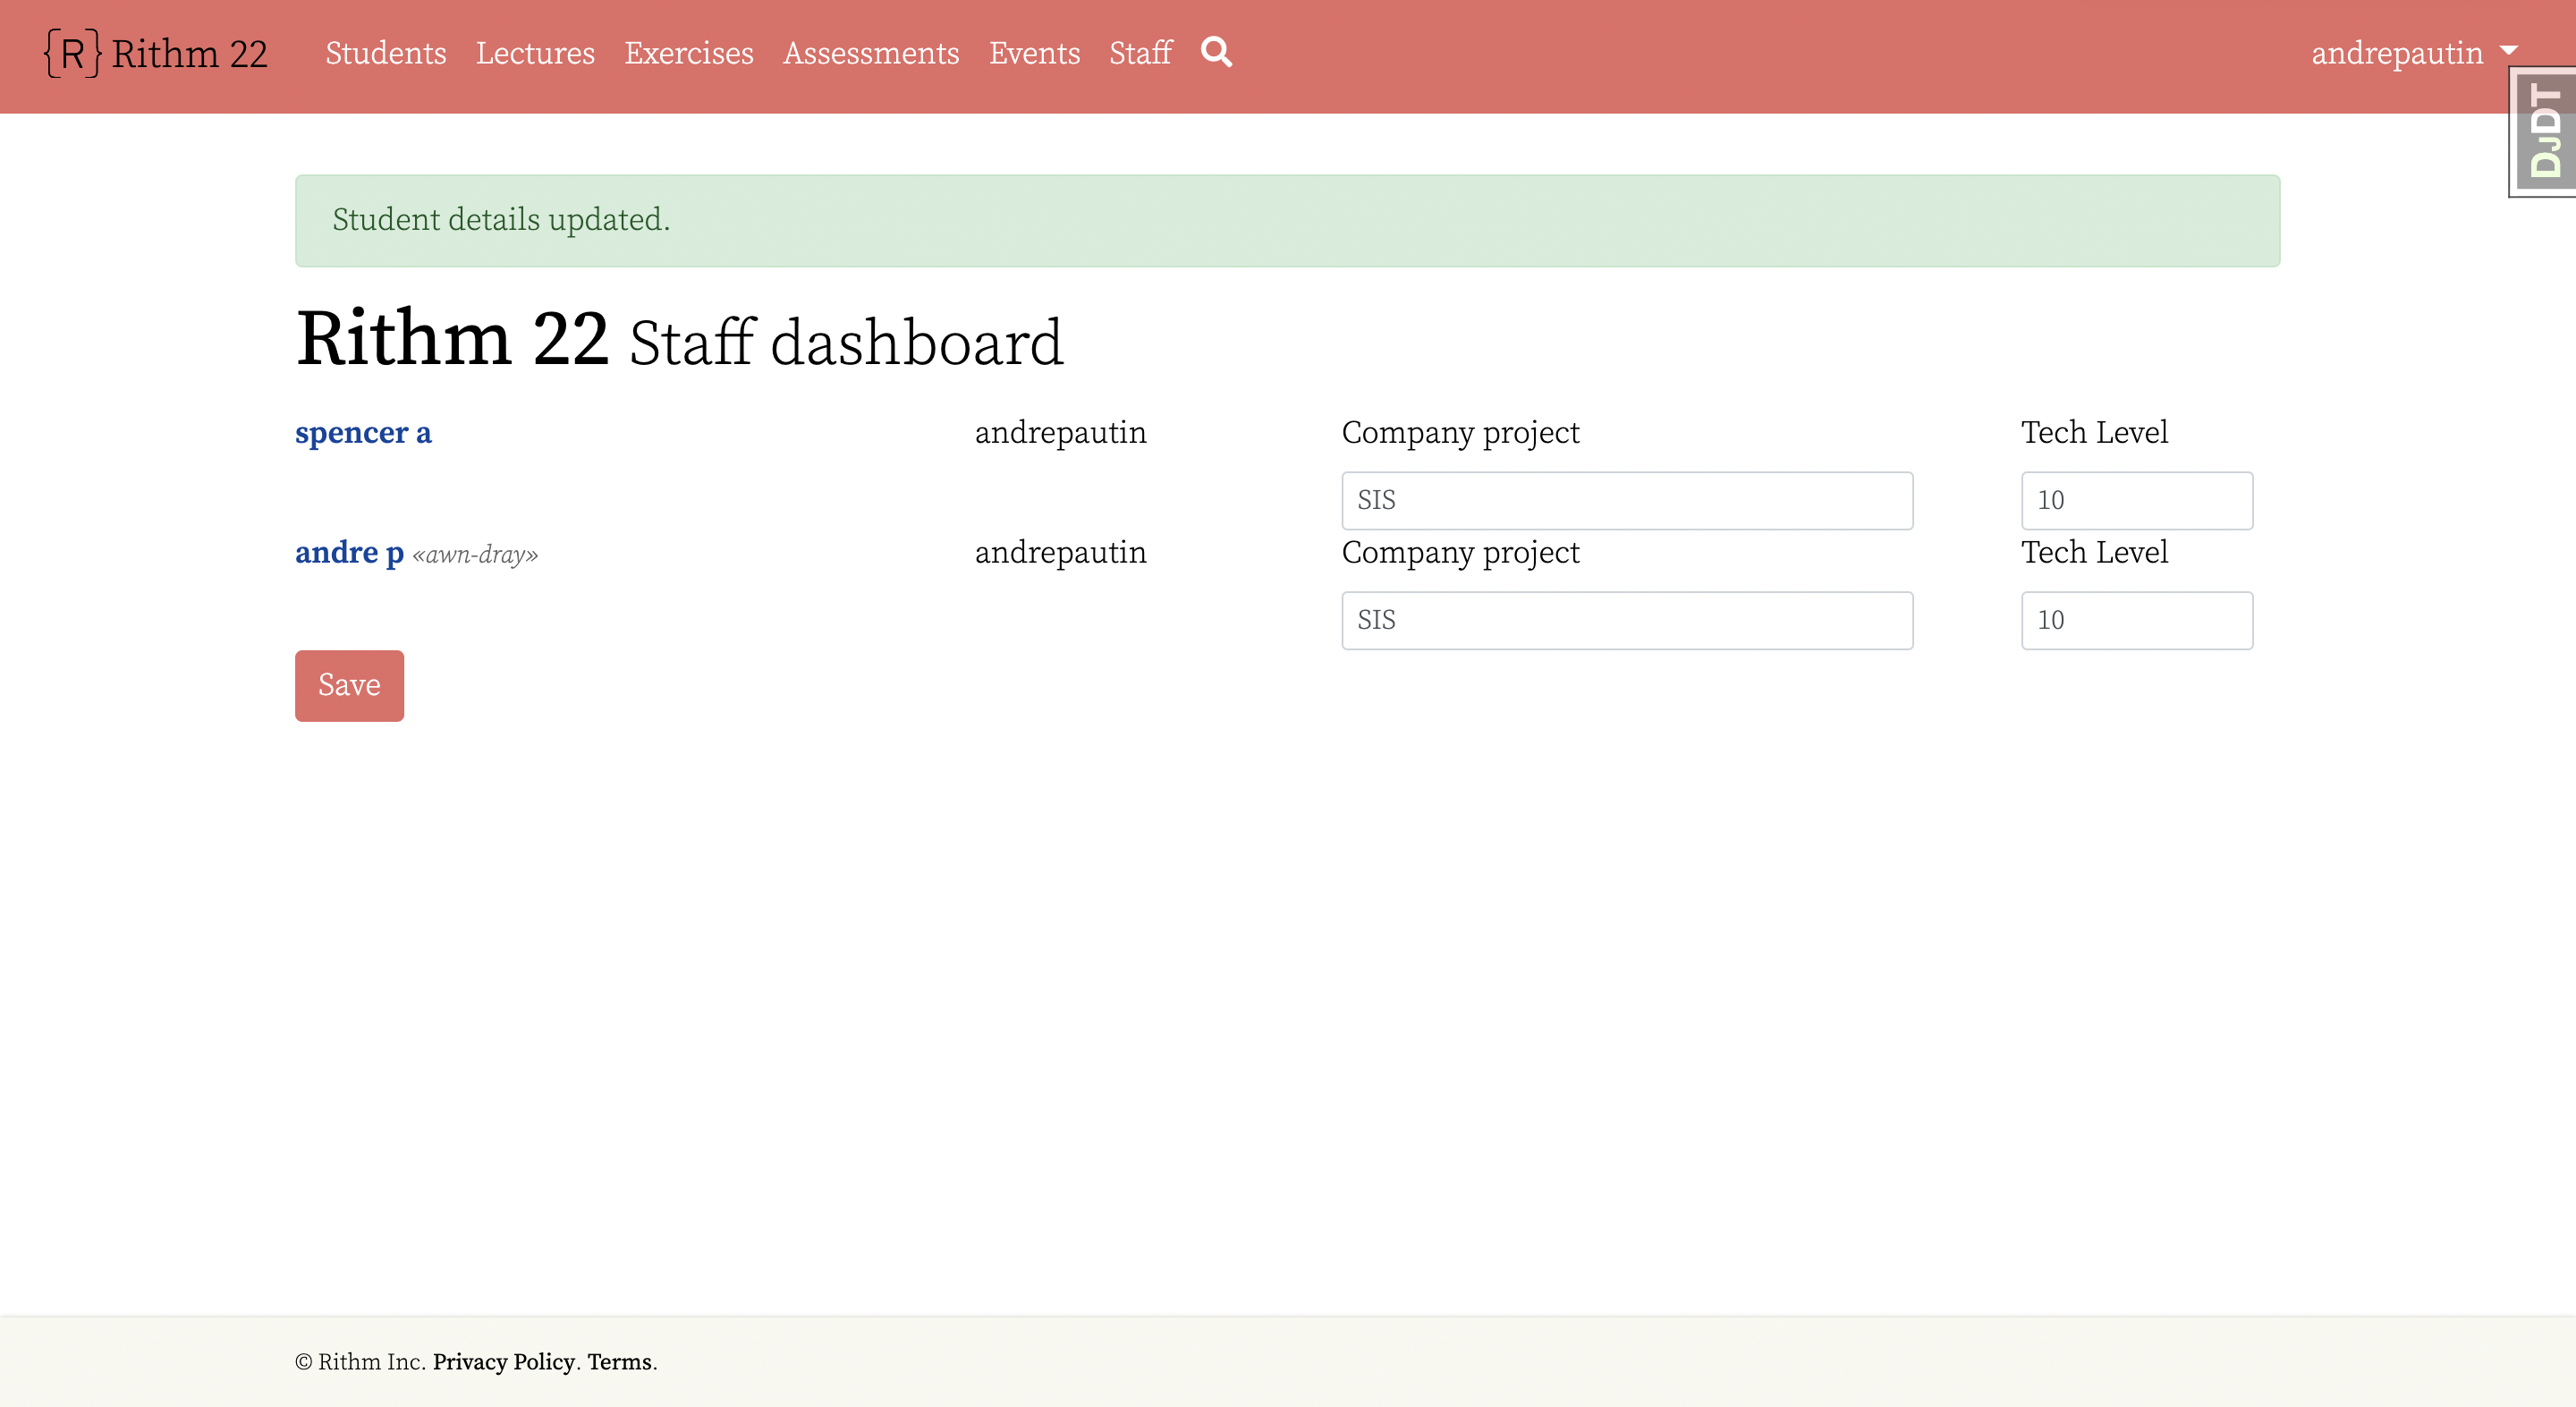 {R} Rithm 22 Students Lectures Exercises Assessments Events Staff andrepautin
DJDT
Student details updated.
Rithm 22 Staff dashboard
spencer a andrepautin Company project Tech Level
SIS 10
andre p «awn-dray» andrepautin Company project Tech Level
SIS 10
Save
© Rithm Inc. Privacy Policy. Terms.